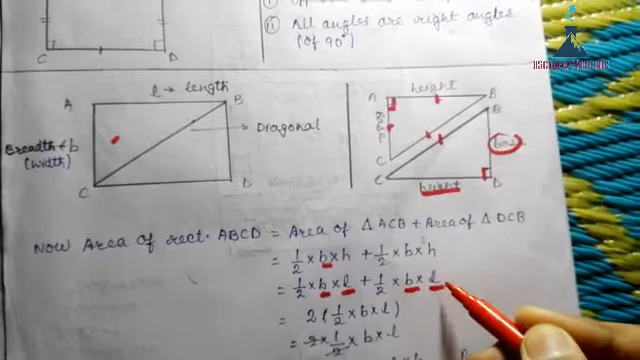 (i)
(ii) All angles are right angles
(of 90°)
C D
l → length
A B
Breadth → b
(width)
Diagonal
C D
height
A B
B
C
C D
height
Now Area of rect. ABCD = Area of △ ACB + Area of △ DCB
= 1/2 × b × h + 1/2 × b × h
= 1/2 × b × l + 1/2 × b × l
= 2 ( 1/2 × b × l )
= 2 × 1/2 × b × l